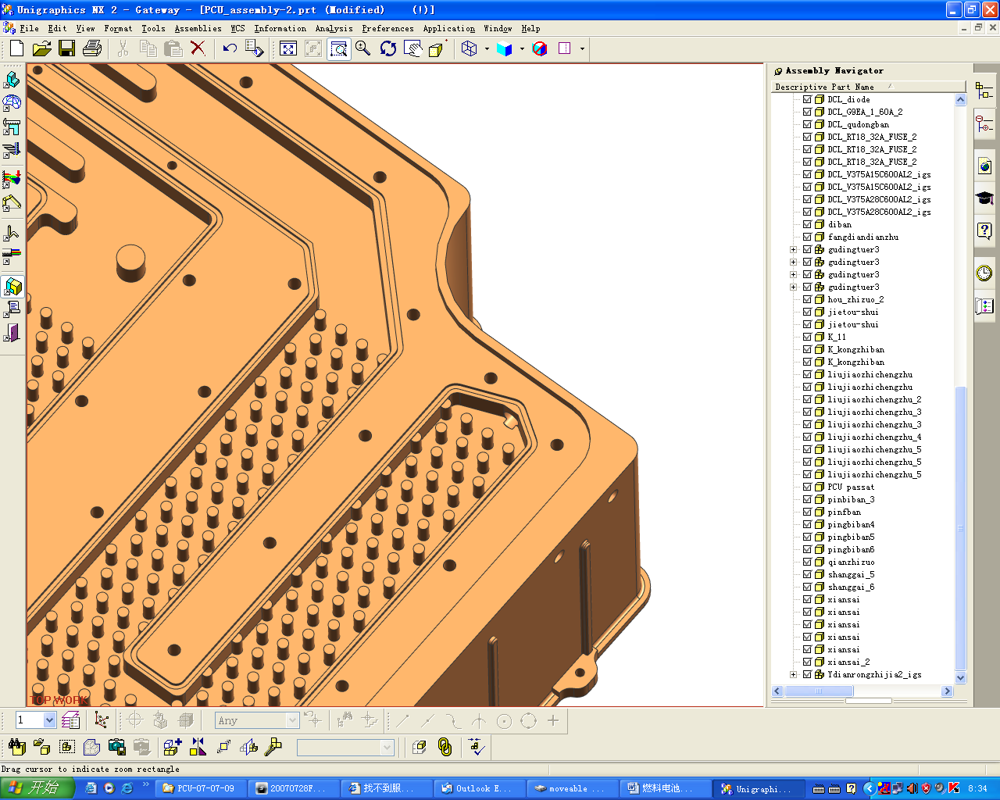 Unigraphics NX 2 - Gateway - [PCU_assembly-2.prt (Modified)   (!)]
File Edit View Format Tools Assemblies WCS Information Analysis Preferences Application Window Help
Assembly Navigator
Descriptive Part Name
DCL_diode
DCL_G9EA_1_60A_2
DCL_qudongban
DCL_RT18_32A_FUSE_2
DCL_RT18_32A_FUSE_2
DCL_RT18_32A_FUSE_2
DCL_V375A15C600AL2_igs
DCL_V375A15C600AL2_igs
DCL_V375A28C600AL2_igs
DCL_V375A28C600AL2_igs
diban
fangdiandianzhu
gudingtuer3
gudingtuer3
gudingtuer3
gudingtuer3
hou_zhizuo_2
jietou-shui
jietou-shui
K_11
K_kongzhiban
K_kongzhiban
liujiaozhichengzhu
liujiaozhichengzhu
liujiaozhichengzhu_2
liujiaozhichengzhu_3
liujiaozhichengzhu_3
liujiaozhichengzhu_4
liujiaozhichengzhu_5
liujiaozhichengzhu_5
liujiaozhichengzhu_5
PCU passat
pinbiban_3
pinfban
pingbiban4
pingbiban5
pingbiban6
qianzhizuo
shanggai_5
shanggai_6
xiansai
xiansai
xiansai
xiansai
xiansai
xiansai_2
Ydianrongzhijia2_igs
TOP WORK
1
Any
Drag cursor to indicate zoom rectangle
开始 PCU-07-07-09 20070728F... 找不到服... Outlook E... moveable ... 燃料电池... Unigraphi... 8:34